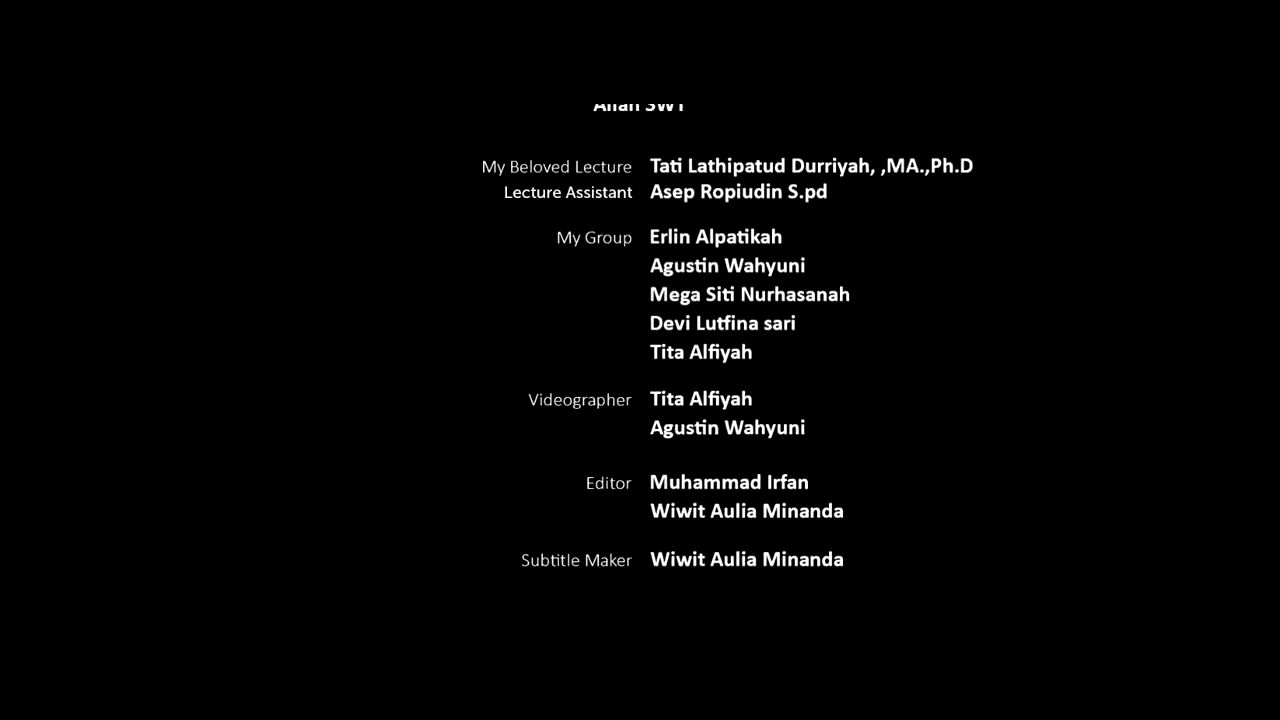 Allah SWT
My Beloved Lecture Tati Lathipatud Durriyah, ,MA.,Ph.D
Lecture Assistant Asep Ropiudin S.pd
My Group Erlin Alpatikah
Agustin Wahyuni
Mega Siti Nurhasanah
Devi Lutfina sari
Tita Alfiyah
Videographer Tita Alfiyah
Agustin Wahyuni
Editor Muhammad Irfan
Wiwit Aulia Minanda
Subtitle Maker Wiwit Aulia Minanda